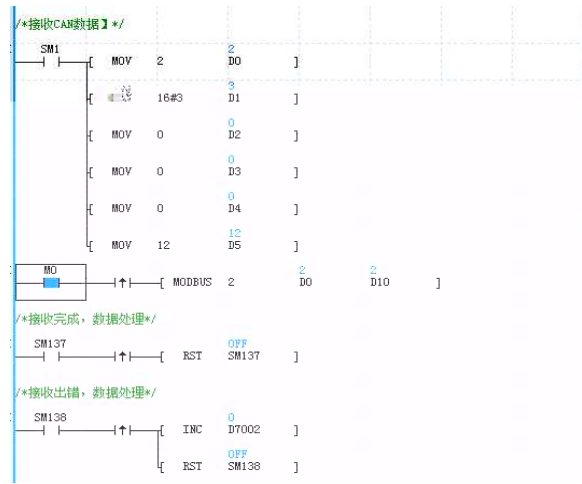 /*接收CAN数据】*/
SM1
2
[ MOV 2 D0 ]
3
[ 16#3 D1 ]
0
[ MOV 0 D2 ]
0
[ MOV 0 D3 ]
0
[ MOV 0 D4 ]
12
[ MOV 12 D5 ]
M0
2 2
[ MODBUS 2 D0 D10 ]
/*接收完成，数据处理*/
SM137
OFF
[ RST SM137 ]
/*接收出错，数据处理*/
SM138
0
[ INC D7002 ]
OFF
[ RST SM138 ]